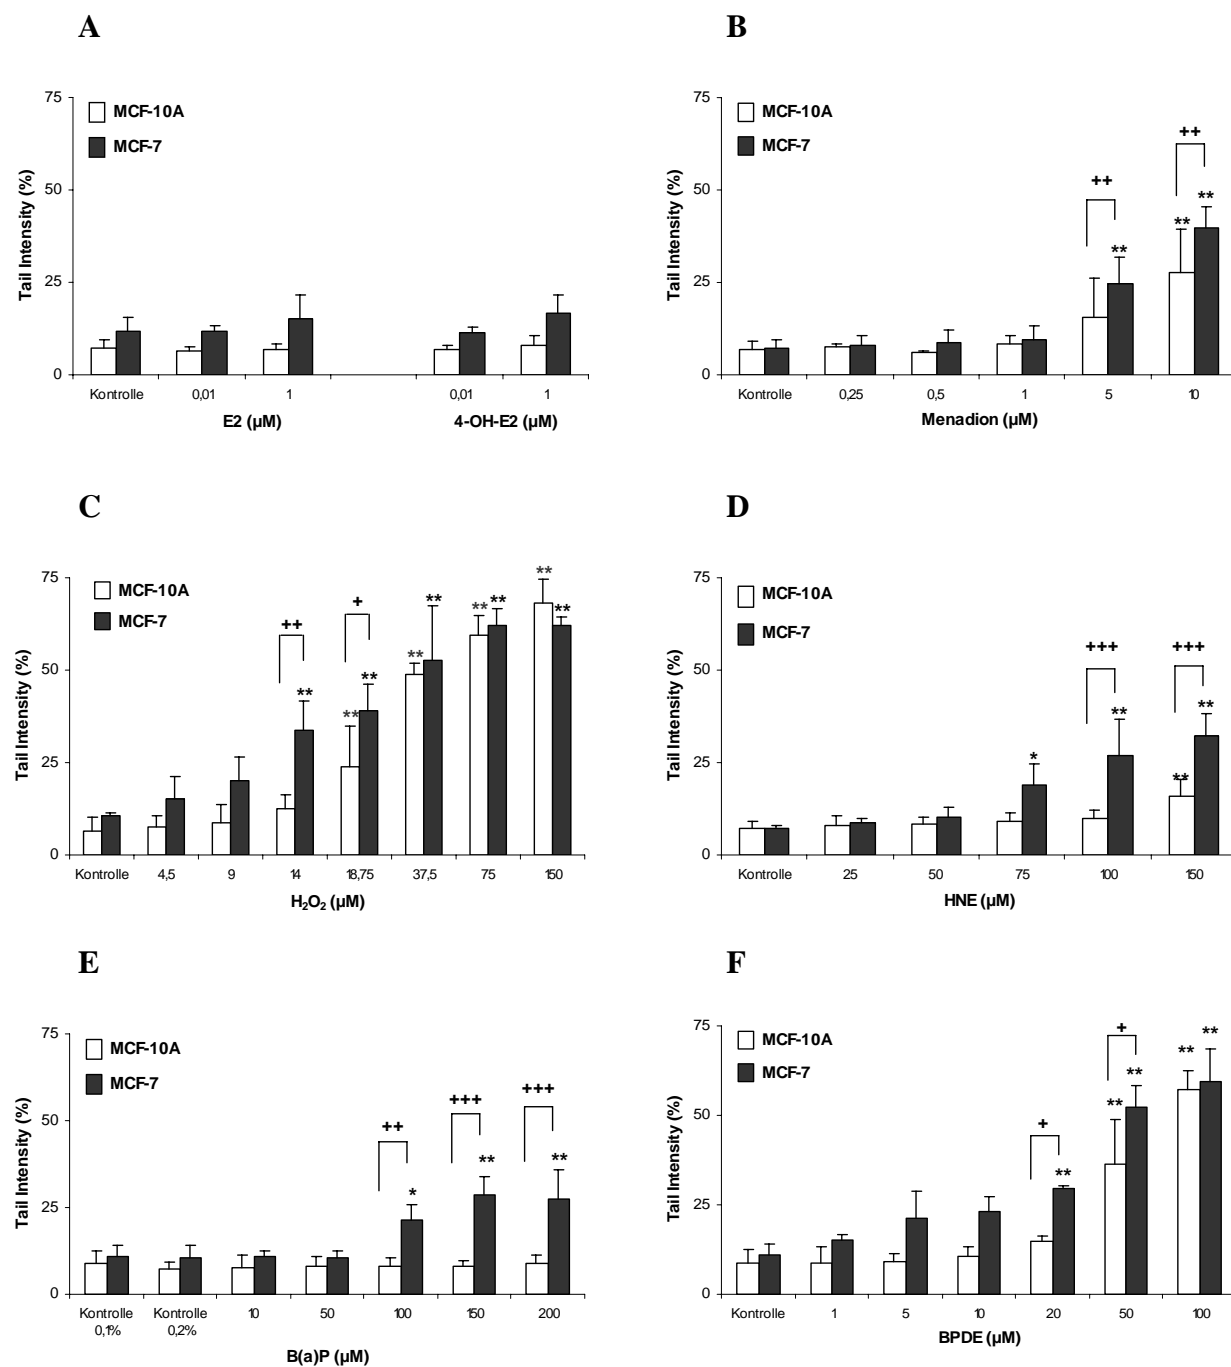 A
75
50
25
0
Tail Intensity (%)
MCF-10A
MCF-7
Kontrolle 0,01 1 0,01 1
E2 (µM) 4-OH-E2 (µM)
B
75
50
25
0
Tail Intensity (%)
MCF-10A
MCF-7
++
**
++
** **
Kontrolle 0,25 0,5 1 5 10
Menadion (µM)
C
75
50
25
0
Tail Intensity (%)
MCF-10A
MCF-7
++
**
+
** **
** **
** **
** **
Kontrolle 4,5 9 14 18,75 37,5 75 150
H₂O₂ (µM)
D
75
50
25
0
Tail Intensity (%)
MCF-10A
MCF-7
*
+++
**
+++
** **
Kontrolle 25 50 75 100 150
HNE (µM)
E
75
50
25
0
Tail Intensity (%)
MCF-10A
MCF-7
++
*
+++
**
+++
**
Kontrolle Kontrolle 10 50 100 150 200
0,1% 0,2%
B(a)P (µM)
F
75
50
25
0
Tail Intensity (%)
MCF-10A
MCF-7
+
**
+
** **
** **
Kontrolle 1 5 10 20 50 100
BPDE (µM)